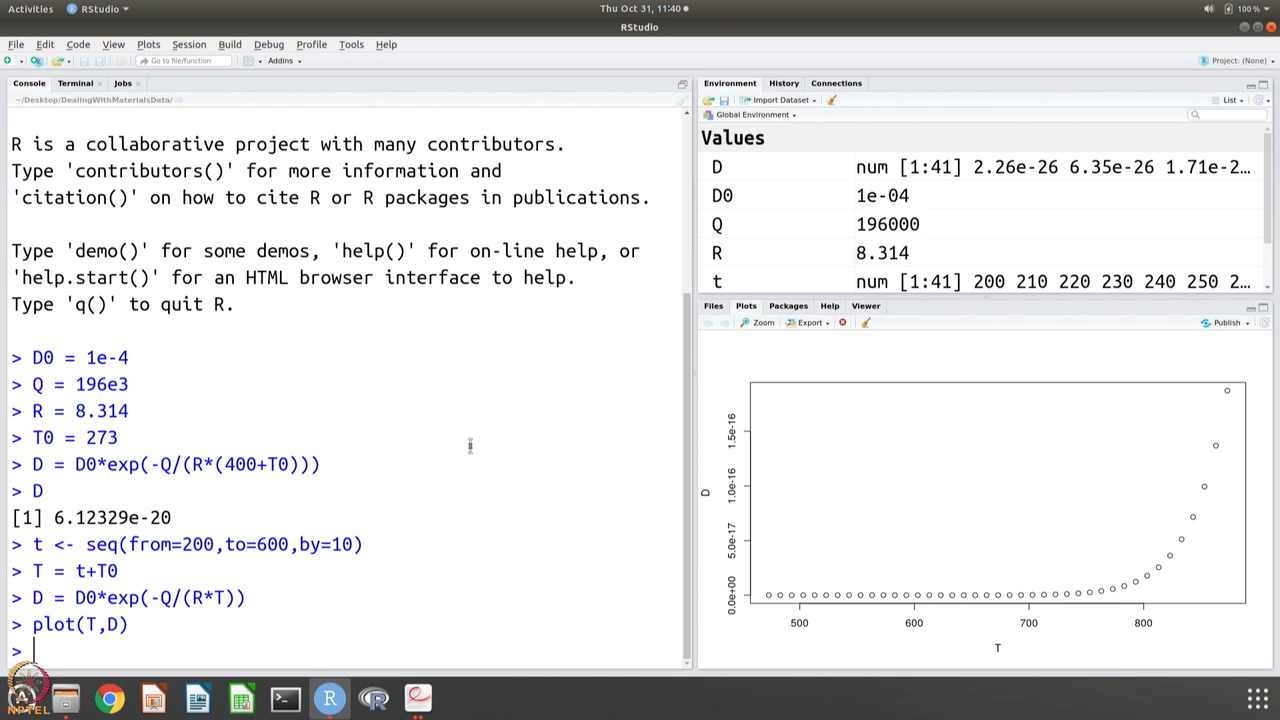 Activities RStudio Thu Oct 31, 11:40 100 %
RStudio
File Edit Code View Plots Session Build Debug Profile Tools Help
Go to file/function Addins Project: (None)
Console Terminal Jobs
~/Desktop/DealingWithMaterialsData/
R is a collaborative project with many contributors.
Type 'contributors()' for more information and
'citation()' on how to cite R or R packages in publications.
Type 'demo()' for some demos, 'help()' for on-line help, or
'help.start()' for an HTML browser interface to help.
Type 'q()' to quit R.
> D0 = 1e-4
> Q = 196e3
> R = 8.314
> T0 = 273
> D = D0*exp(-Q/(R*(400+T0)))
> D
[1] 6.12329e-20
> t <- seq(from=200,to=600,by=10)
> T = t+T0
> D = D0*exp(-Q/(R*T))
> plot(T,D)
>
Environment History Connections
Import Dataset List
Global Environment
Values
D num [1:41] 2.26e-26 6.35e-26 1.71e-2…
D0 1e-04
Q 196000
R 8.314
t num [1:41] 200 210 220 230 240 250 2…
Files Plots Packages Help Viewer
Zoom Export Publish
D
1.5e-16
1.0e-16
5.0e-17
0.0e+00
500 600 700 800
T
NPTEL